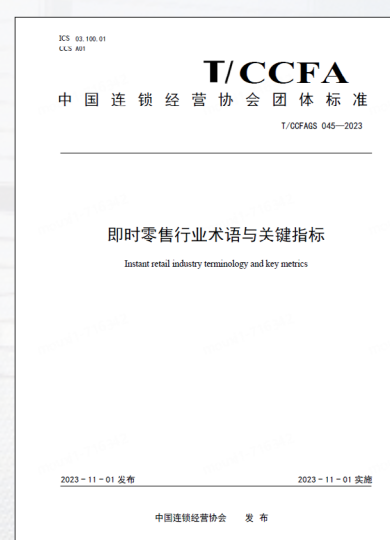 ICS 03.100.01
CCS A01
T/CCFA
中国连锁经营协会团体标准
T/CCFAGS 045—2023
即时零售行业术语与关键指标
Instant retail industry terminology and key metrics
2023-11-01 发布 2023-11-01 实施
中国连锁经营协会 发 布